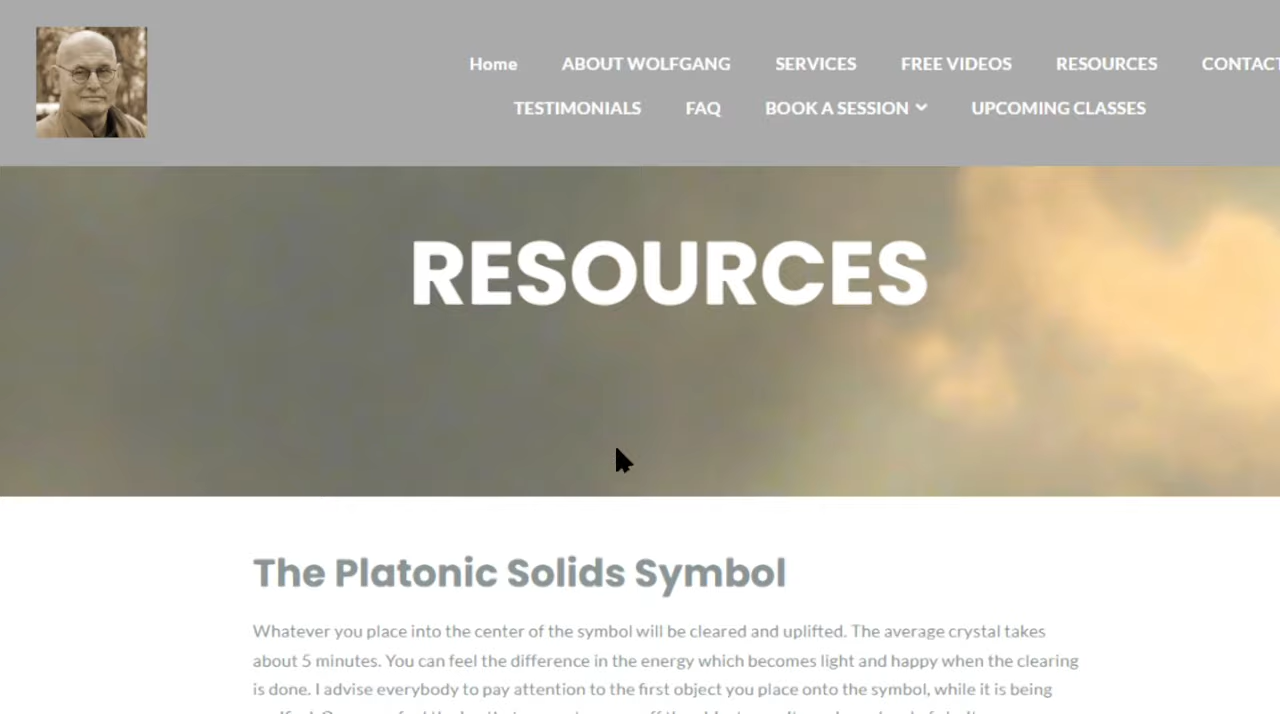 Home ABOUT WOLFGANG SERVICES FREE VIDEOS RESOURCES CONTACT
TESTIMONIALS FAQ BOOK A SESSION UPCOMING CLASSES
RESOURCES
The Platonic Solids Symbol
Whatever you place into the center of the symbol will be cleared and uplifted. The average crystal takes
about 5 minutes. You can feel the difference in the energy which becomes light and happy when the clearing
is done. I advise everybody to pay attention to the first object you place onto the symbol, while it is being